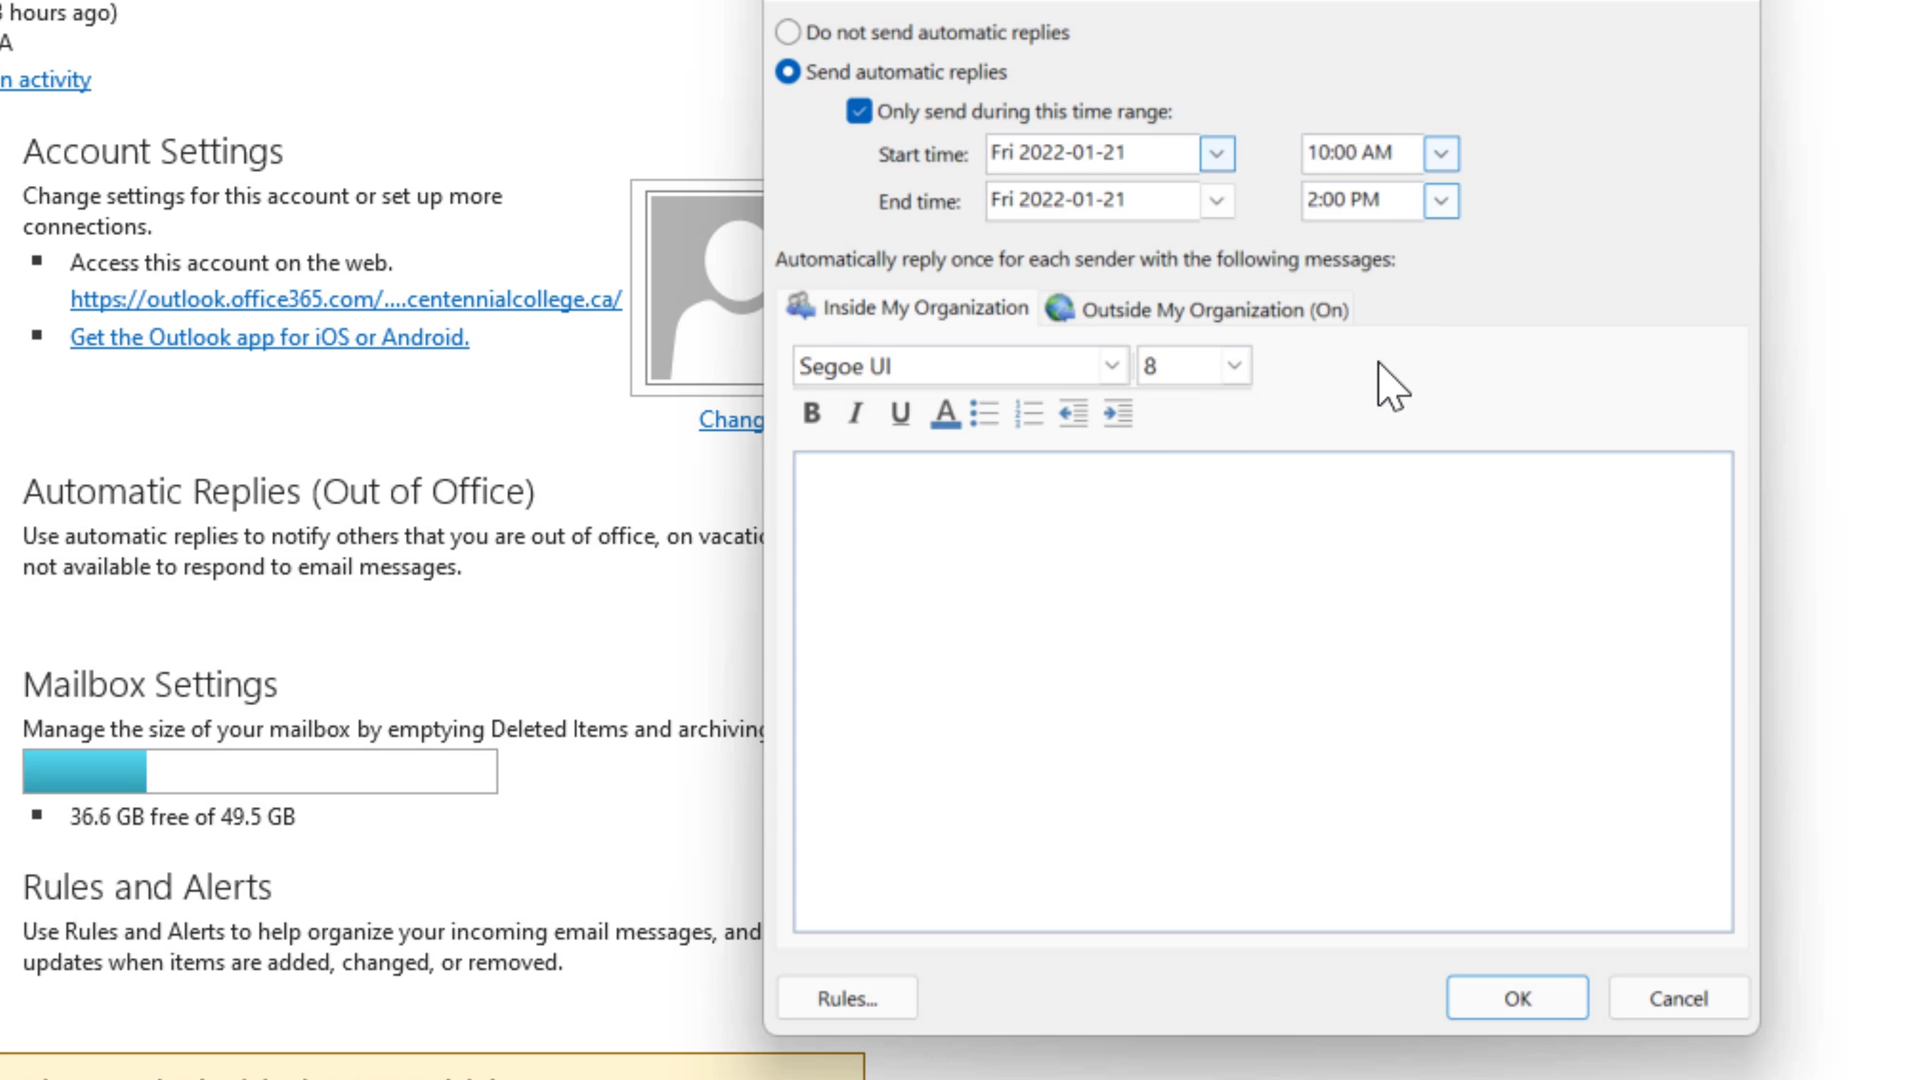 hours ago)
A
n activity
Account Settings
Change settings for this account or set up more
connections.
Access this account on the web.
https://outlook.office365.com/....centennialcollege.ca/
Get the Outlook app for iOS or Android.
Chang
Automatic Replies (Out of Office)
Use automatic replies to notify others that you are out of office, on vacati
not available to respond to email messages.
Mailbox Settings
Manage the size of your mailbox by emptying Deleted Items and archiving
36.6 GB free of 49.5 GB
Rules and Alerts
Use Rules and Alerts to help organize your incoming email messages, and
updates when items are added, changed, or removed.
Do not send automatic replies
Send automatic replies
Only send during this time range:
Start time: Fri 2022-01-21 10:00 AM
End time: Fri 2022-01-21 2:00 PM
Automatically reply once for each sender with the following messages:
Inside My Organization Outside My Organization (On)
Segoe UI 8
B I U A
Rules... OK Cancel